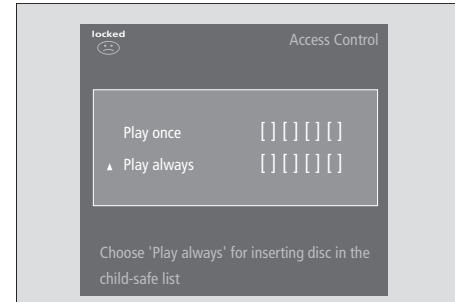 locked
Access Control
Play once [ ] [ ] [ ] [ ]
▲ Play always [ ] [ ] [ ] [ ]
Choose 'Play always' for inserting disc in the
child-safe list